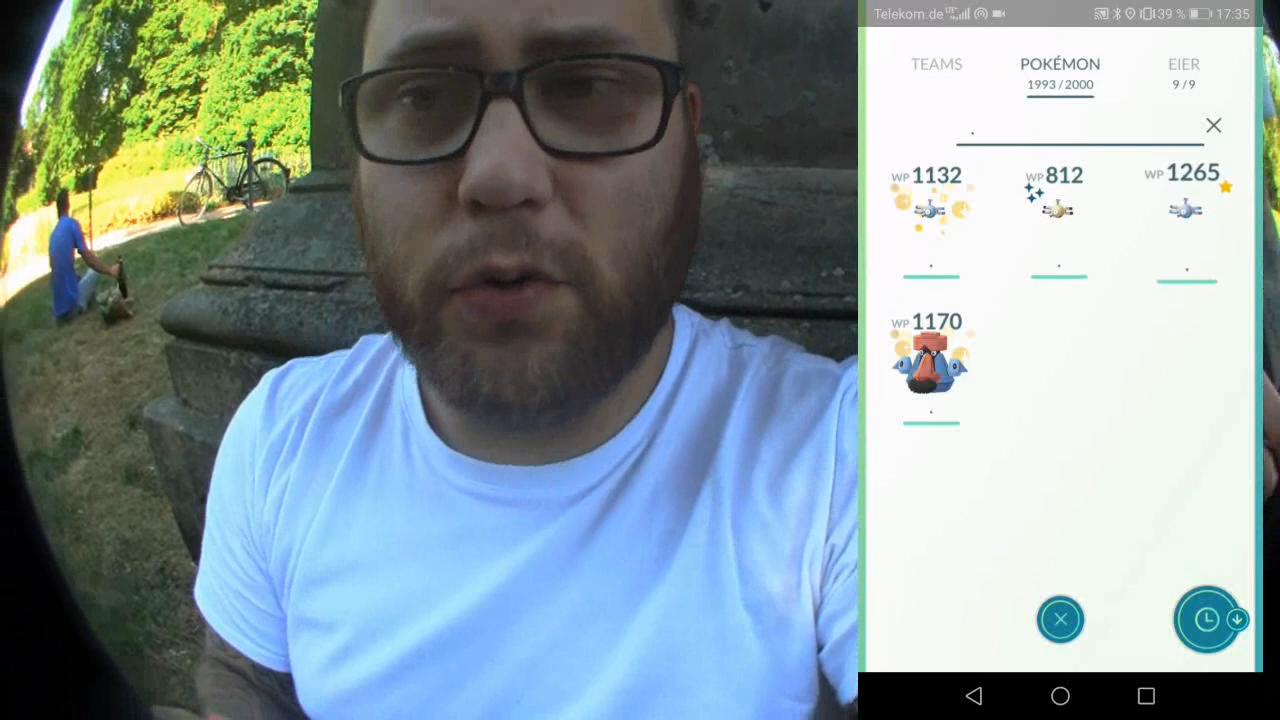 Telekom.de 39 % 17:35
TEAMS POKÉMON EIER
1993 / 2000 9 / 9
.
WP 1132 WP 812 WP 1265
. . .
WP 1170
.